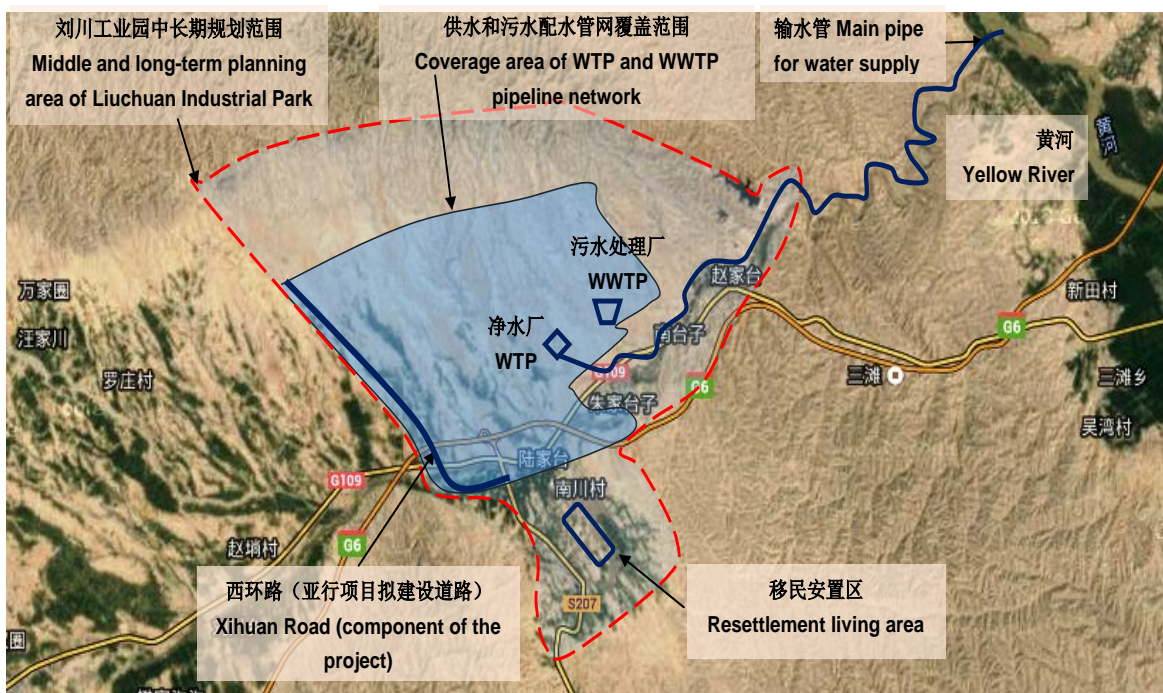 刘川工业园中长期规划范围
Middle and long-term planning
area of Liuchuan Industrial Park
供水和污水配水管网覆盖范围
Coverage area of WTP and WWTP
pipeline network
输水管 Main pipe
for water supply
黄河
Yellow River
黄河
污水处理厂
WWTP
净水厂
WTP
赵家台
南台子
G109
朱家台子
G6
新田村
G6
三滩
三滩乡
吴湾村
万家圈
汪家川
罗庄村
陆家台
南川村
G109
G6
赵埫村
S207
西环路（亚行项目拟建设道路）
Xihuan Road (component of the
project)
移民安置区
Resettlement living area
圈